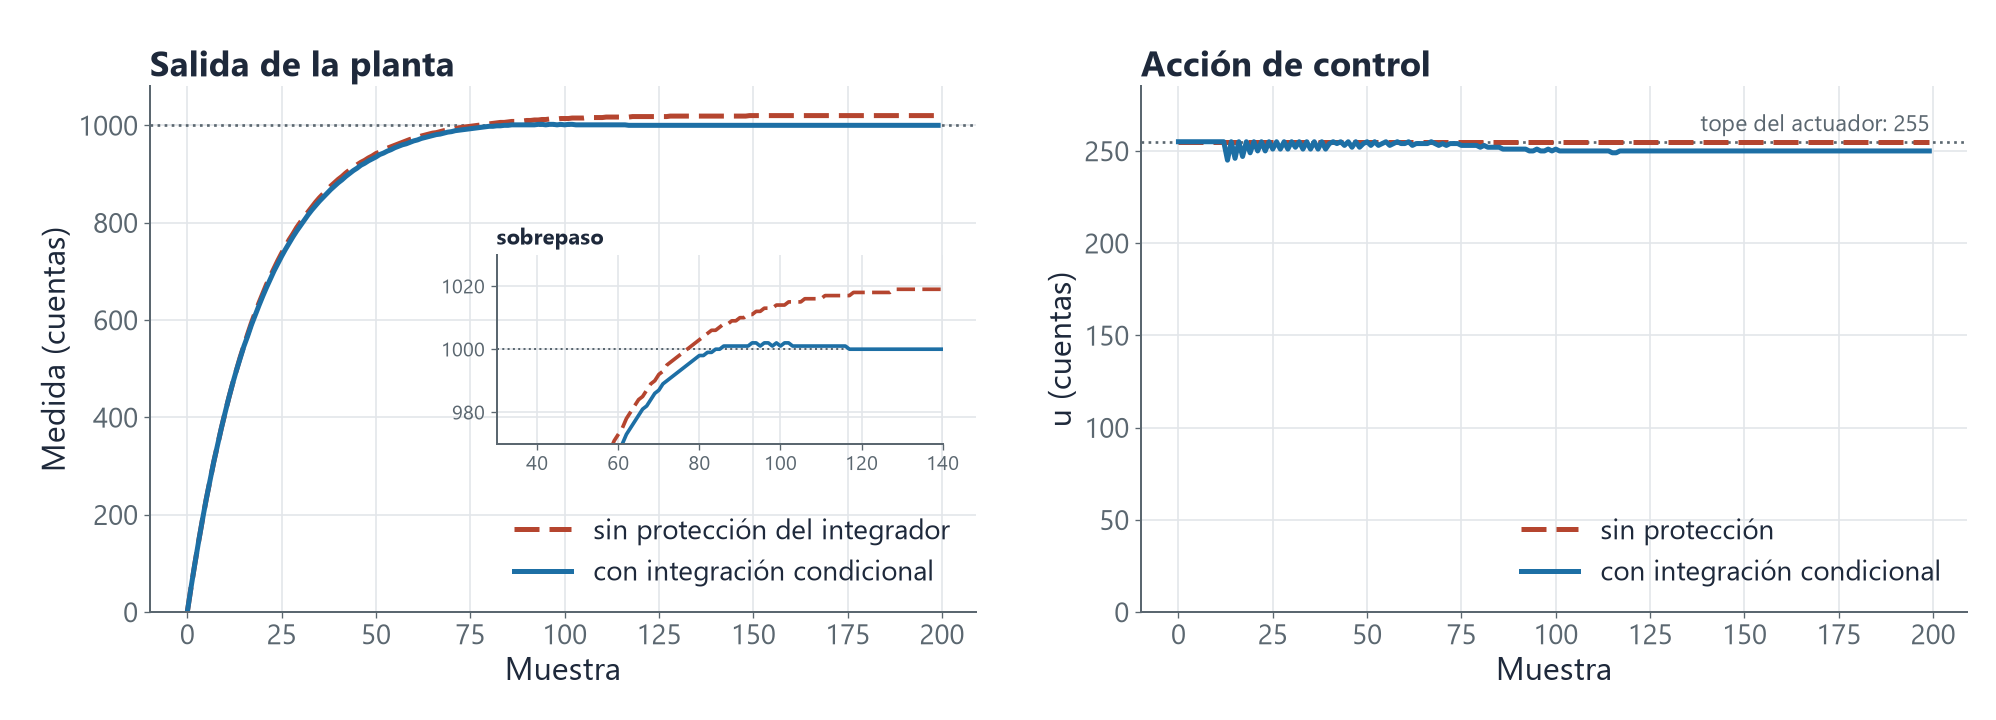 Salida de la planta
Medida (cuentas)
1000
800
600
400
200
0
sobrepaso
1020
1000
980
40 60 80 100 120 140
sin protección del integrador
con integración condicional
0 25 50 75 100 125 150 175 200
Muestra
Acción de control
u (cuentas)
tope del actuador: 255
250
200
150
100
50
0
sin protección
con integración condicional
0 25 50 75 100 125 150 175 200
Muestra